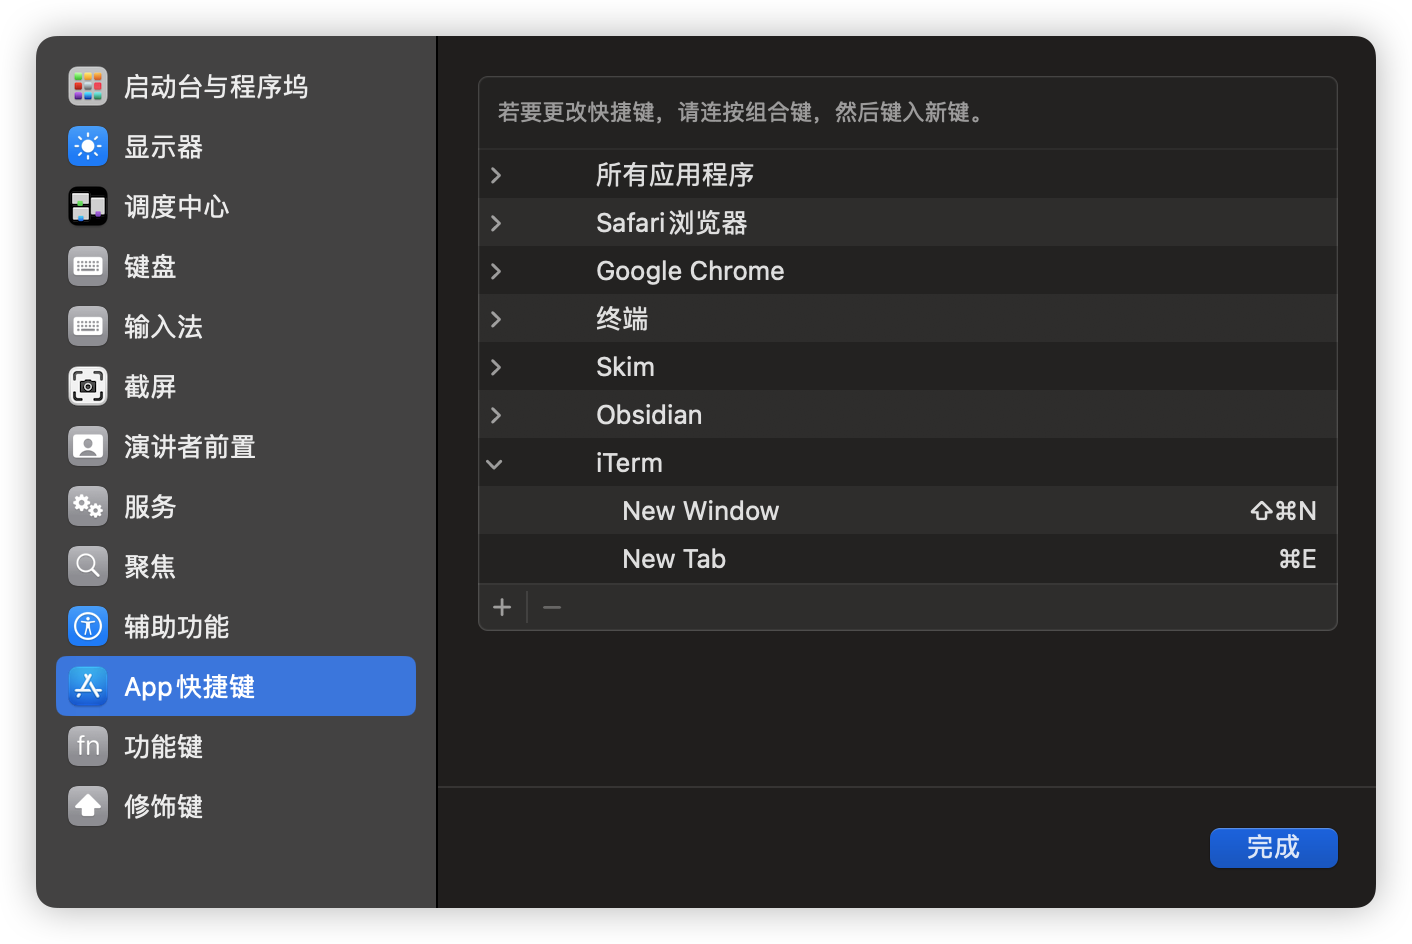 启动台与程序坞
显示器
调度中心
键盘
输入法
截屏
演讲者前置
服务
聚焦
辅助功能
App快捷键
fn 功能键
修饰键
若要更改快捷键，请连按组合键，然后键入新键。
所有应用程序
Safari浏览器
Google Chrome
终端
Skim
Obsidian
iTerm
New Window ⇧⌘N
New Tab ⌘E
完成